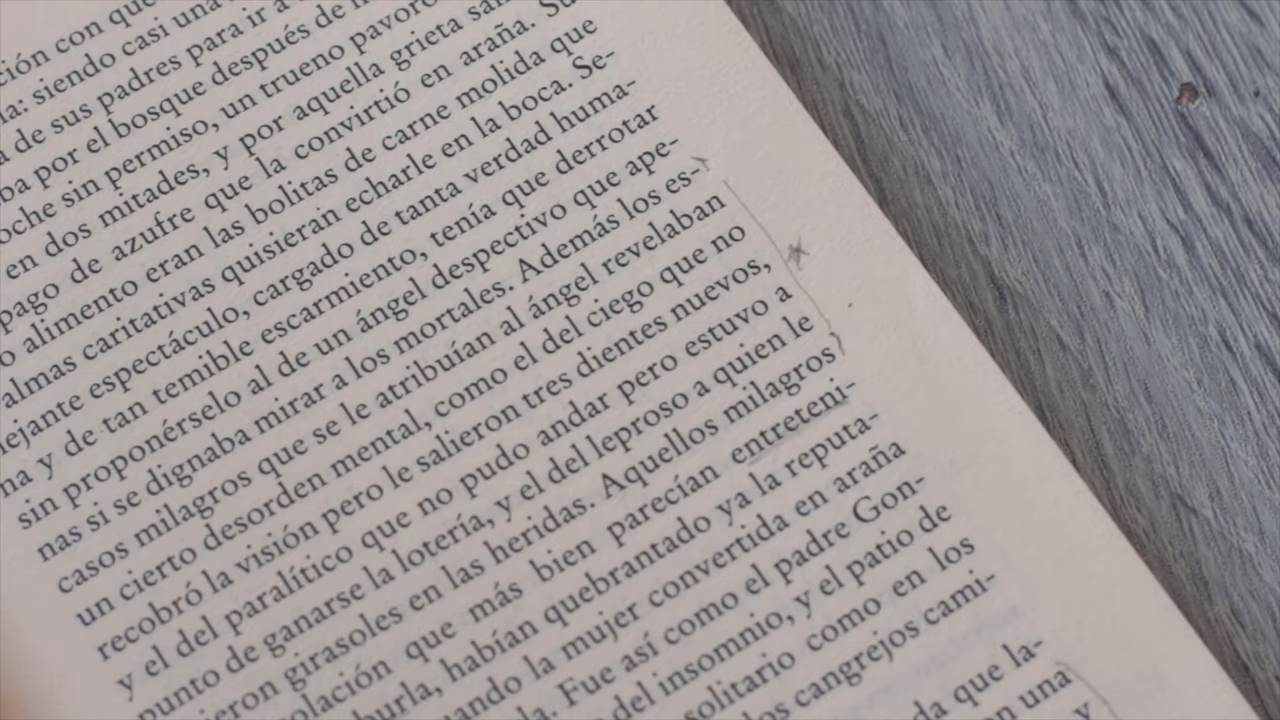 ción con que
la: siendo casi una
a de sus padres para ir a
ba por el bosque después de
oche sin permiso, un trueno pavoro
en dos mitades, y por aquella grieta sal
pago de azufre que la convirtió en araña. Su
o alimento eran las bolitas de carne molida que
almas caritativas quisieran echarle en la boca. Se-
ejante espectáculo, cargado de tanta verdad huma-
na y de tan temible escarmiento, tenía que derrotar
sin proponérselo al de un ángel despectivo que ape-
nas si se dignaba mirar a los mortales. Además los es-
casos milagros que se le atribuían al ángel revelaban
un cierto desorden mental, como el del ciego que no
recobró la visión pero le salieron tres dientes nuevos,
y el del paralítico que no pudo andar pero estuvo a
punto de ganarse la lotería, y el del leproso a quien le
ieron girasoles en las heridas. Aquellos milagros
olación que más bien parecían entreteni-
burla, habían quebrantado ya la reputa-
ando la mujer convertida en araña
la. Fue así como el padre Gon-
del insomnio, y el patio de
solitario como en los
os cangrejos cami-
da que la-
n una
y